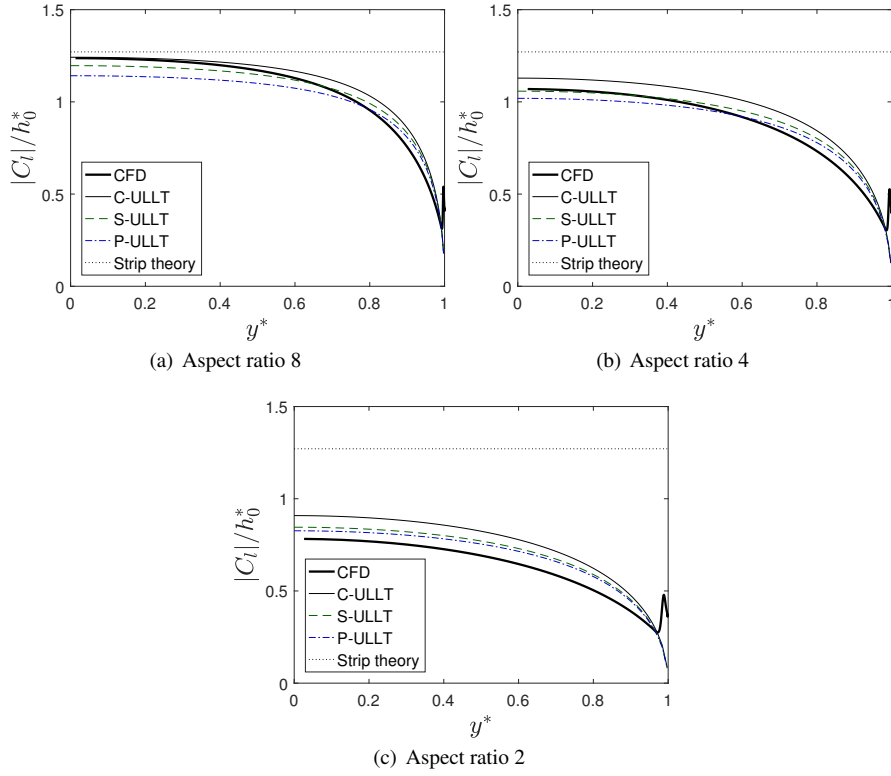 1.5
1
0.5
0
|C_l|/h_0^*
CFD
C-ULLT
S-ULLT
P-ULLT
Strip theory
0 0.2 0.4 0.6 0.8 1
y^*
(a) Aspect ratio 8
1.5
1
0.5
0
|C_l|/h_0^*
CFD
C-ULLT
S-ULLT
P-ULLT
Strip theory
0 0.2 0.4 0.6 0.8 1
y^*
(b) Aspect ratio 4
1.5
1
0.5
0
|C_l|/h_0^*
CFD
C-ULLT
S-ULLT
P-ULLT
Strip theory
0 0.2 0.4 0.6 0.8 1
y^*
(c) Aspect ratio 2